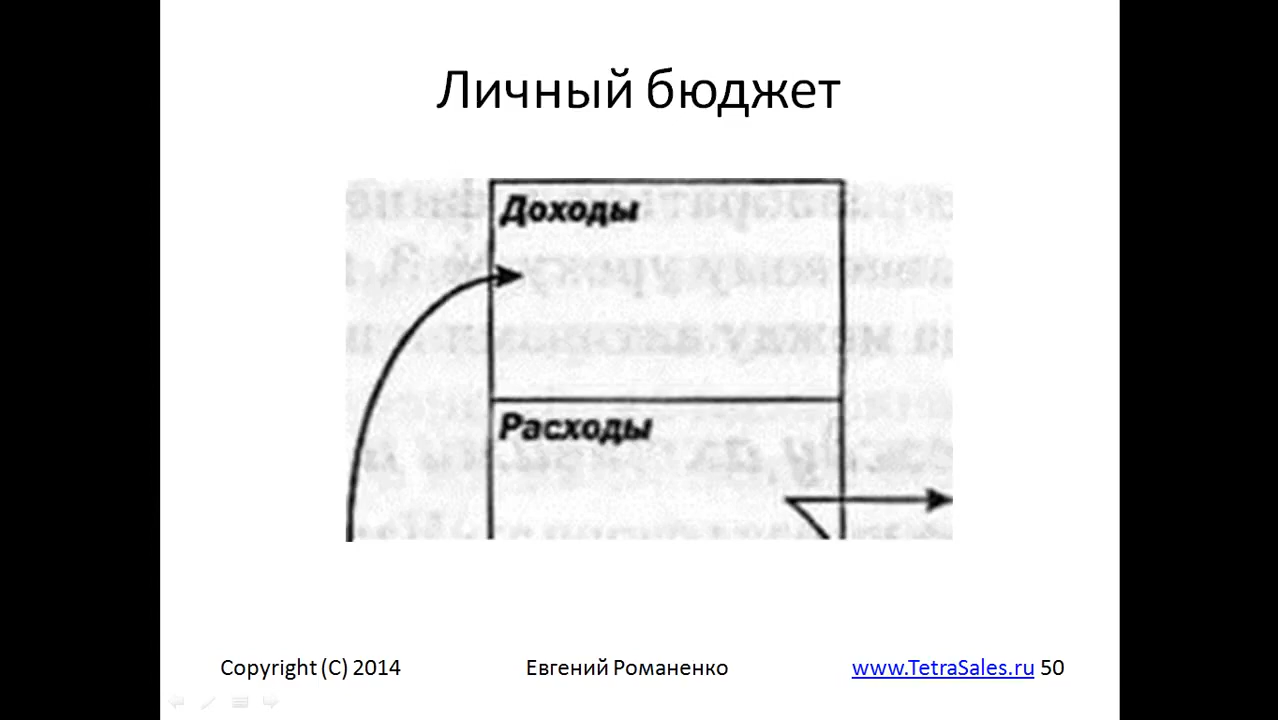 Личный бюджет
Доходы
Расходы
Copyright (C) 2014 Евгений Романенко www.TetraSales.ru 50